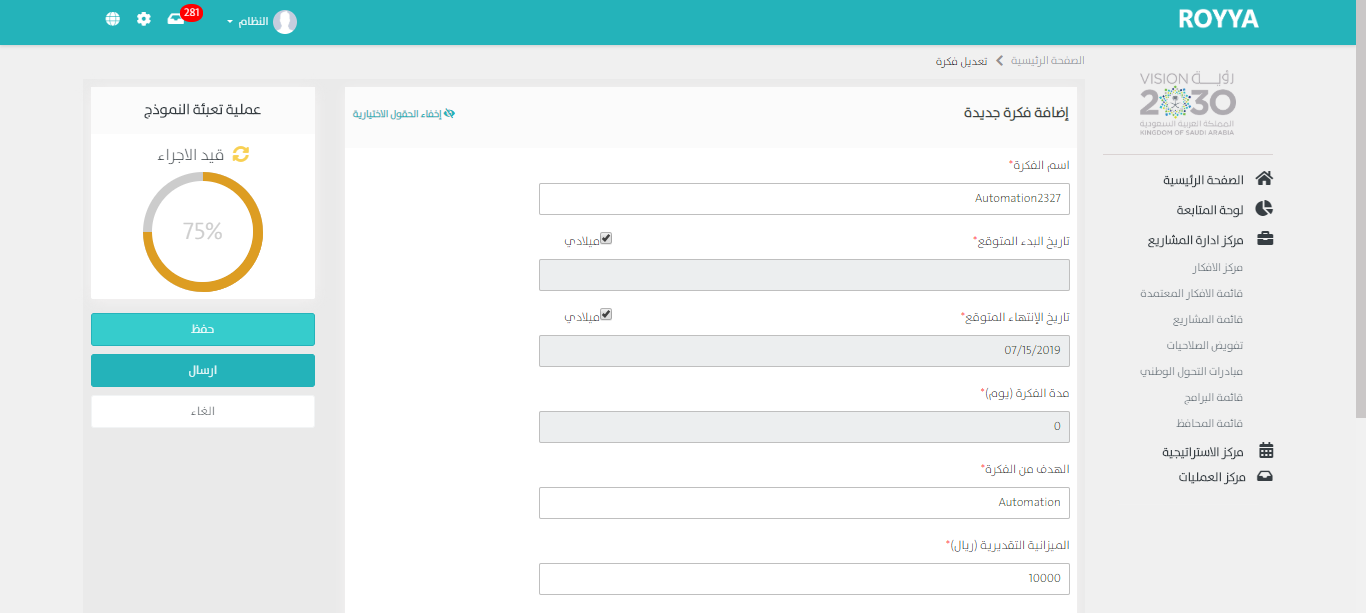 ROYYA
النظام
281
الصفحة الرئيسية
تعديل فكرة
VISION رؤيــــة
2030
المملكة العربية السعودية
KINGDOM OF SAUDI ARABIA
الصفحة الرئيسية
لوحة المتابعة
مركز ادارة المشاريع
مركز الافكار
قائمة الافكار المعتمدة
قائمة المشاريع
تفويض الصلاحيات
مبادرات التحول الوطني
قائمة البرامج
قائمة المحافظ
مركز الاستراتيجية
مركز العمليات
إضافة فكرة جديدة
إخفاء الحقول الاختيارية
اسم الفكرة*
Automation2327
تاريخ البدء المتوقع*
ميلادي
تاريخ الإنتهاء المتوقع*
ميلادي
07/15/2019
مدة الفكرة (يوم)*
0
الهدف من الفكرة*
Automation
الميزانية التقديرية (ريال)*
10000
عملية تعبئة النموذج
قيد الاجراء
75%
حفظ
ارسال
الغاء